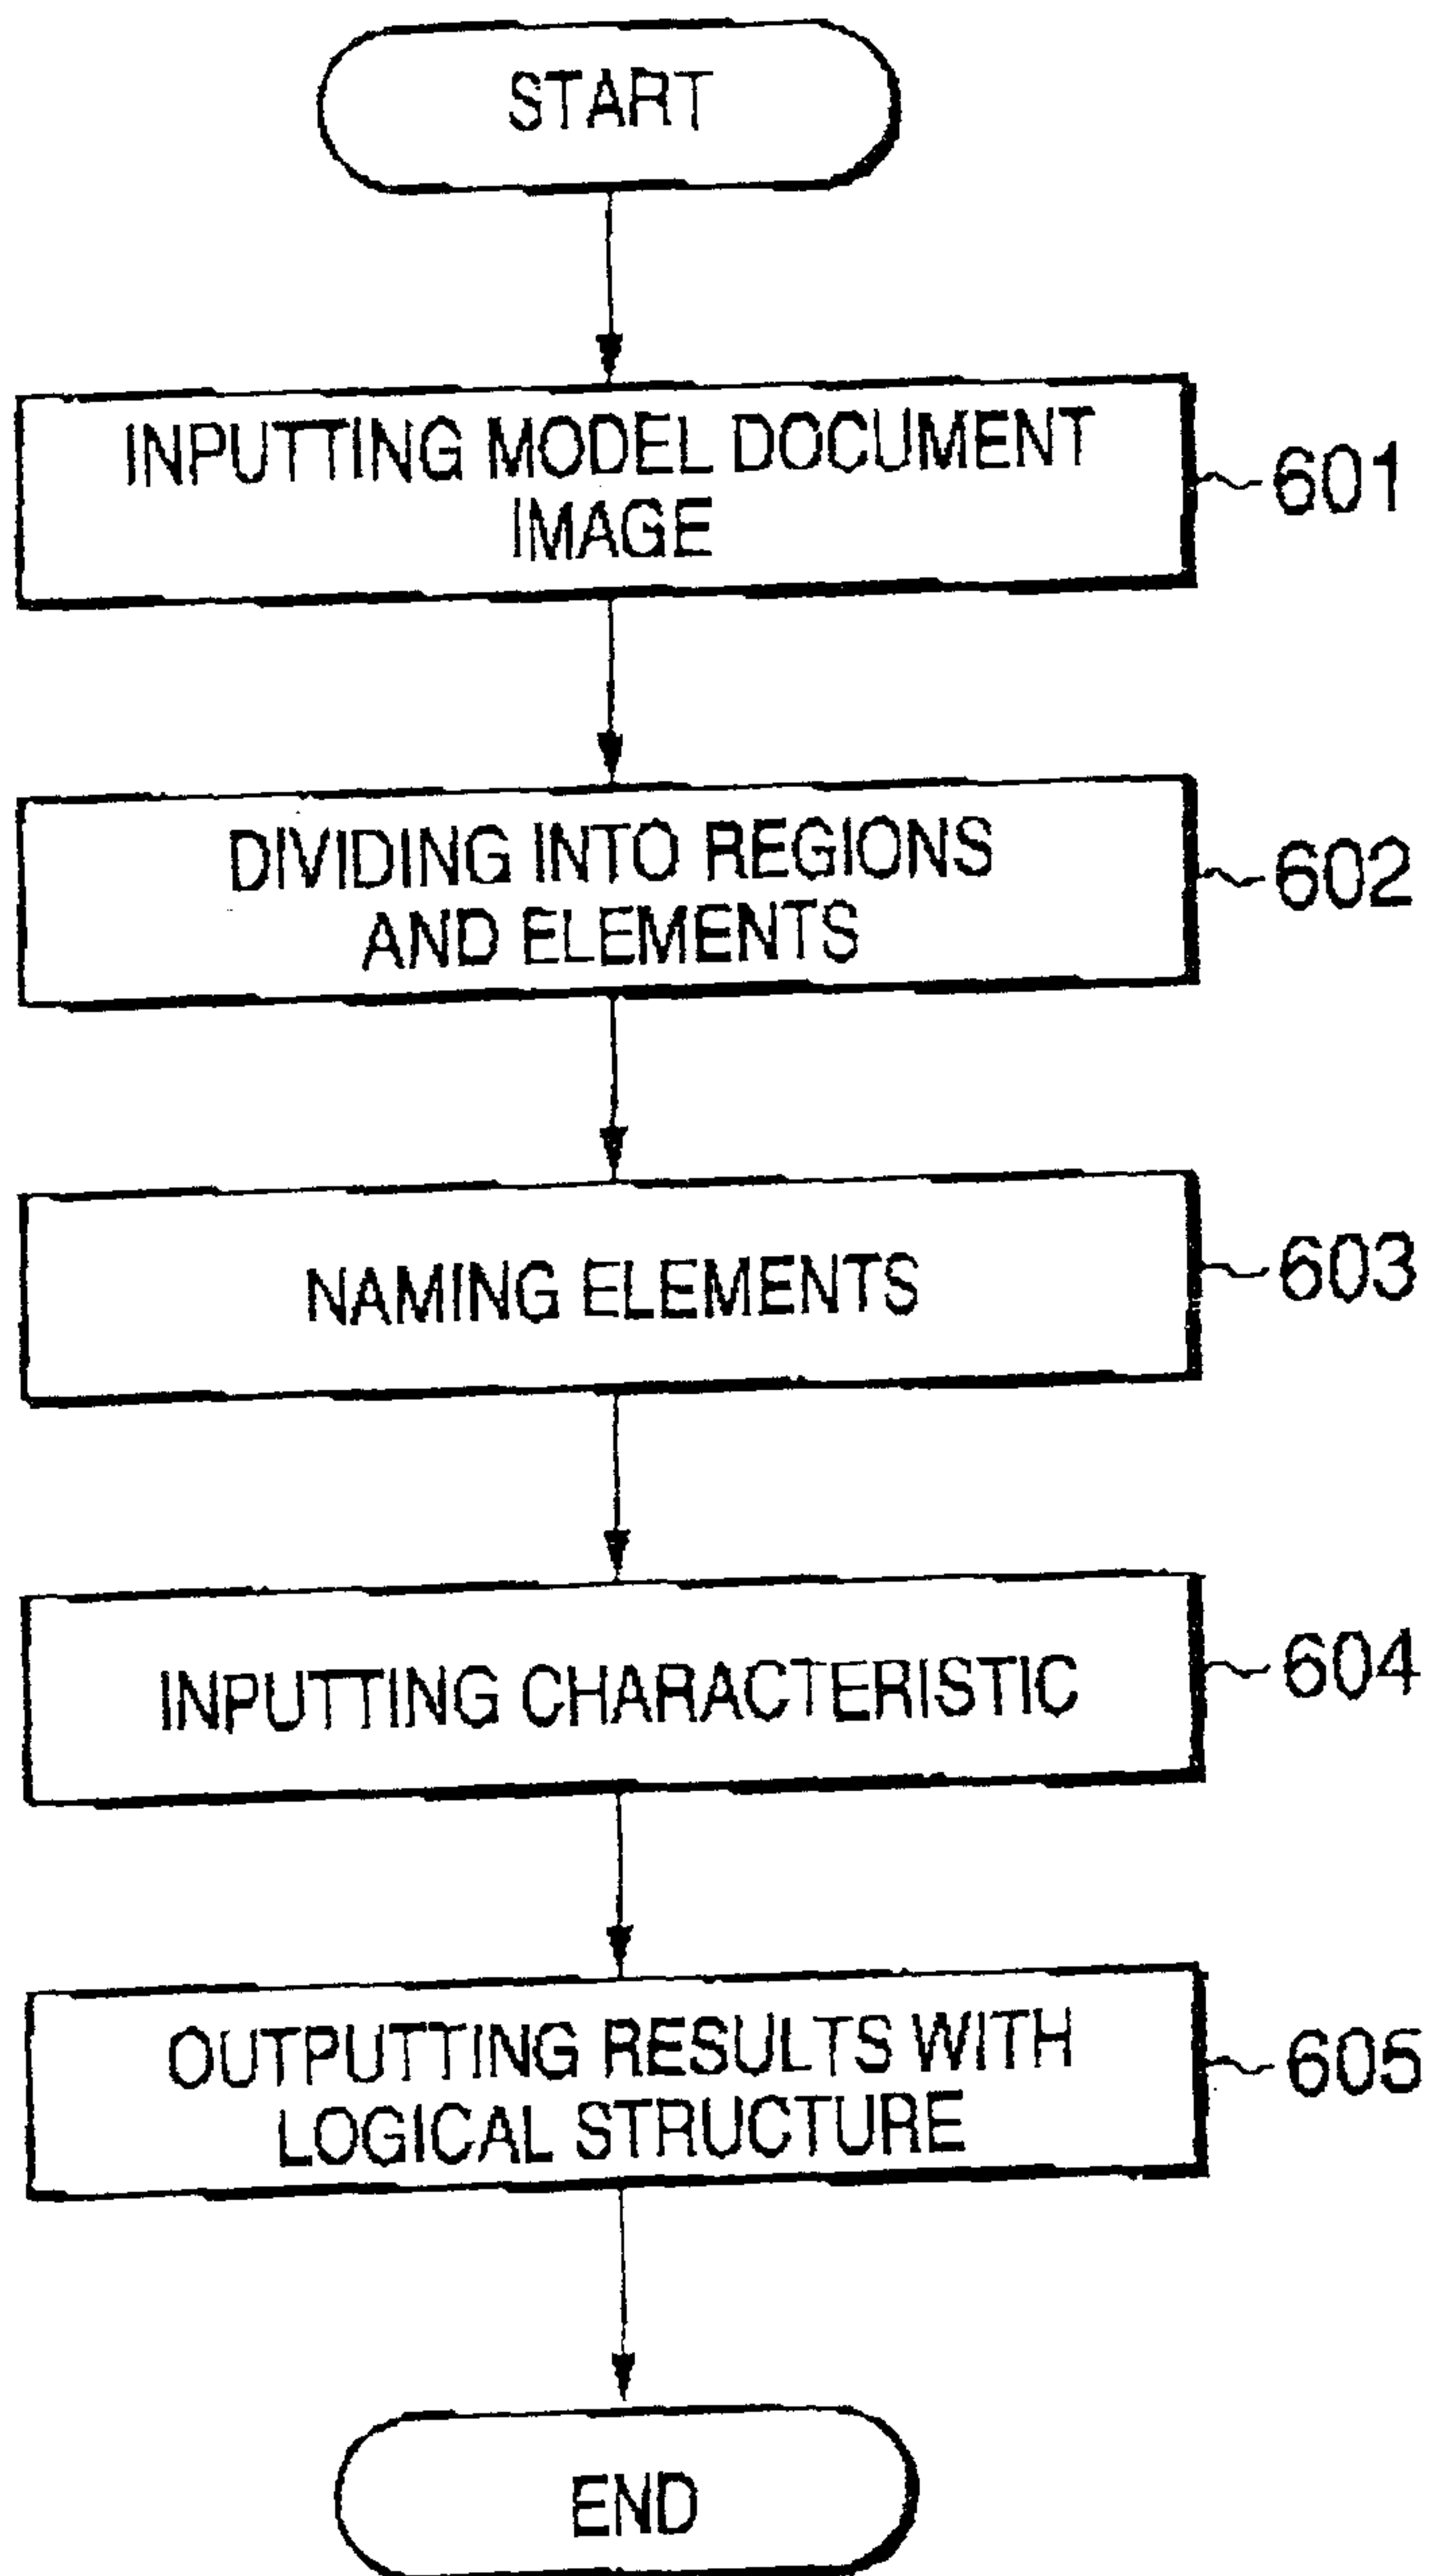 START
INPUTTING MODEL DOCUMENT
IMAGE
601
DIVIDING INTO REGIONS
AND ELEMENTS
602
NAMING ELEMENTS
603
INPUTTING CHARACTERISTIC
604
OUTPUTTING RESULTS WITH
LOGICAL STRUCTURE
605
END